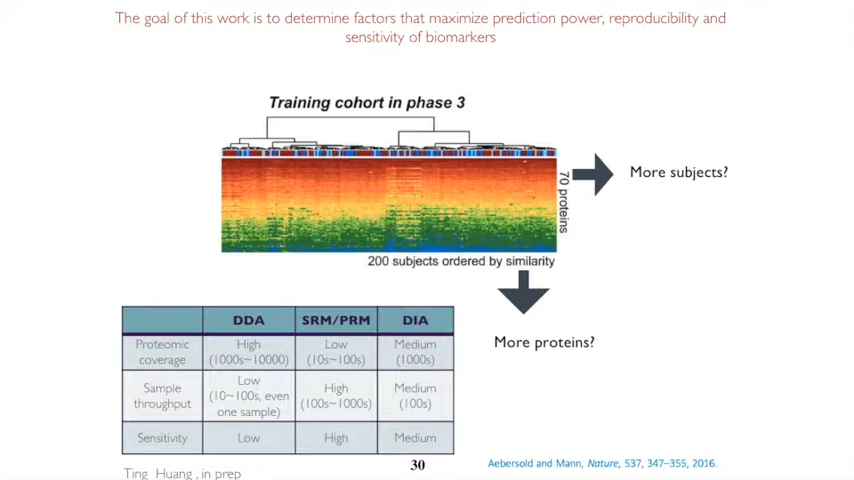 The goal of this work is to determine factors that maximize prediction power, reproducibility and
sensitivity of biomarkers
Training cohort in phase 3
70 proteins
More subjects?
200 subjects ordered by similarity
More proteins?
DDA SRM/PRM DIA
Proteomic coverage High (1000s~10000) Low (10s~100s) Medium (1000s)
Sample throughput Low (10~100s, even one sample) High (100s~1000s) Medium (100s)
Sensitivity Low High Medium
30
Aebersold and Mann, Nature, 537, 347–355, 2016.
Ting Huang , in prep